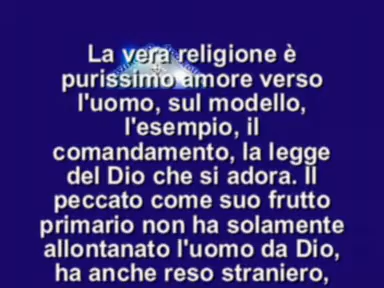 La vera religione è
purissimo amore verso
l'uomo, sul modello,
l'esempio, il
comandamento, la legge
del Dio che si adora. Il
peccato come suo frutto
primario non ha solamente
allontanato l'uomo da Dio,
ha anche reso straniero,